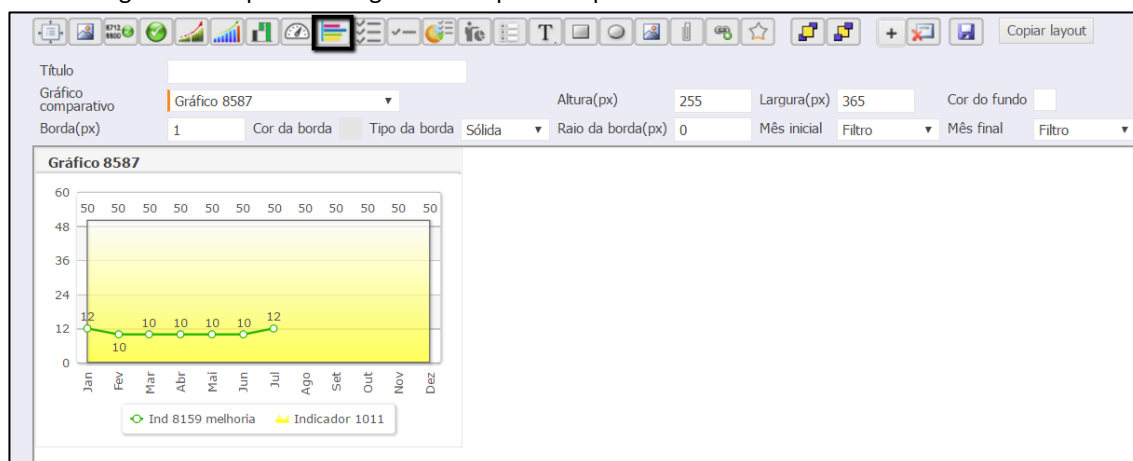 8712
8800
T
Copiar layout
Título
Gráfico comparativo Gráfico 8587 Altura(px) 255 Largura(px) 365 Cor do fundo
Borda(px) 1 Cor da borda Tipo da borda Sólida Raio da borda(px) 0 Mês inicial Filtro Mês final Filtro
Gráfico 8587
60
50 50 50 50 50 50 50 50 50 50 50 50
48
36
24
12 10 10 10 10 12
12
10
0
Jan Fev Mar Abr Mai Jun Jul Ago Set Out Nov Dez
Ind 8159 melhoria Indicador 1011